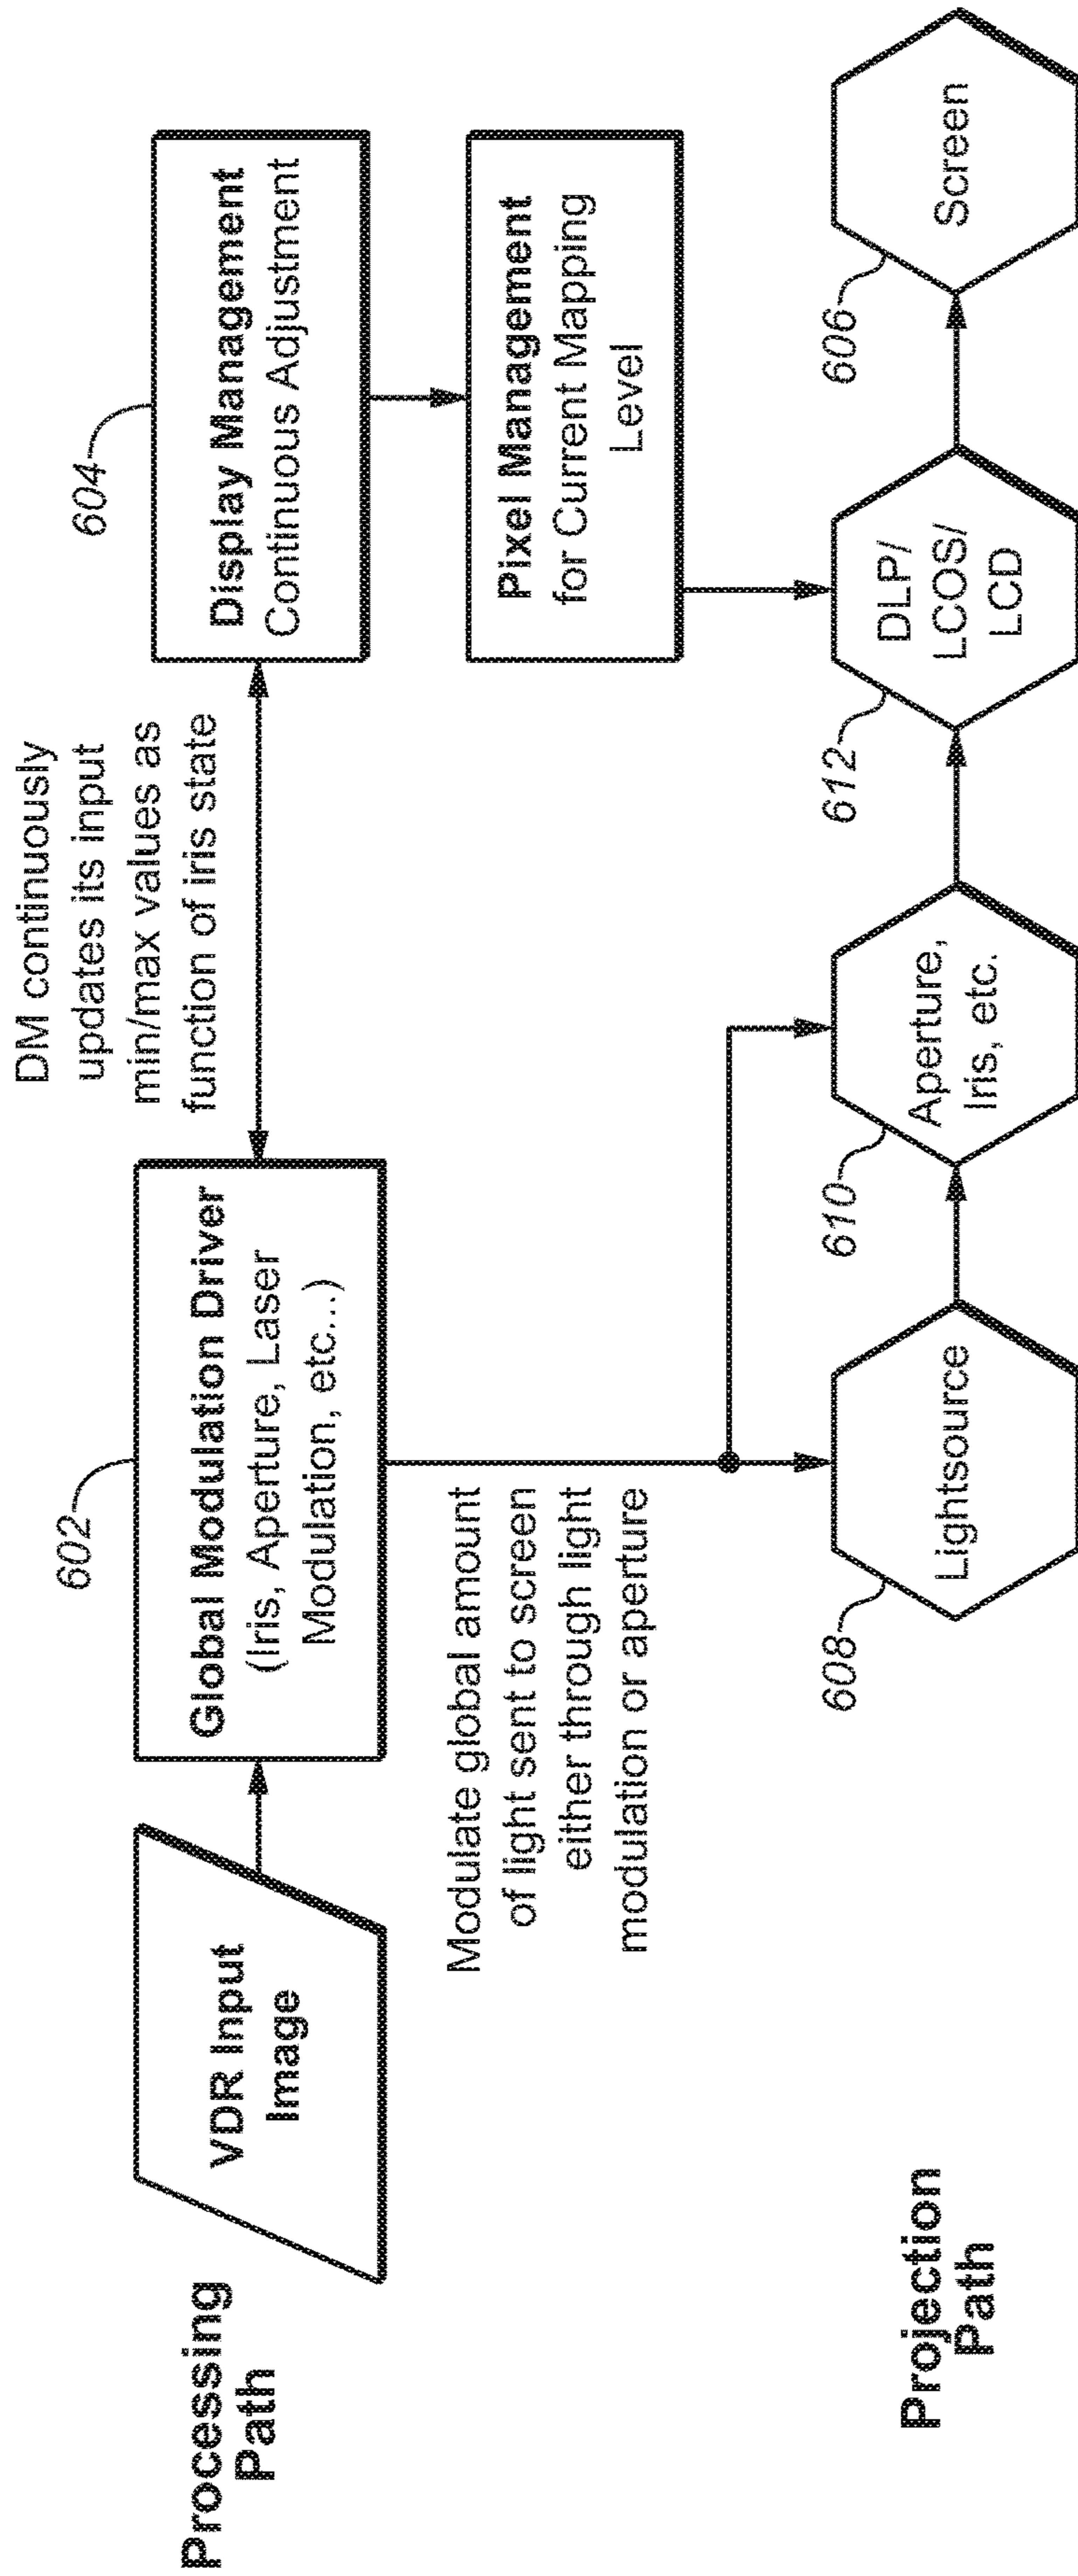 Processing
Path
VDR Input
Image
602
Global Modulation Driver
(Iris, Aperture, Laser
Modulation, etc...)
DM continuously
updates its input
min/max values as
function of iris state
604
Display Management
Continuous Adjustment
Pixel Management
for Current Mapping
Level
Modulate global amount
of light sent to screen
either through light
modulation or aperture
Projection
Path
608
Lightsource
610
Aperture,
Iris, etc.
612
DLP/
LCOS/
LCD
606
Screen